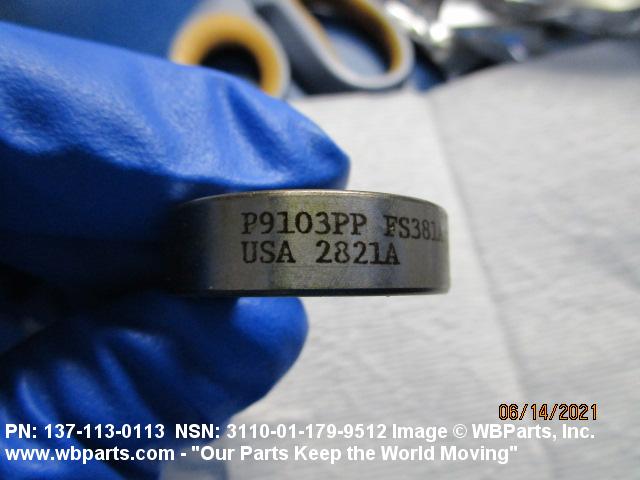 P9103PP FS381
USA 2821A
06/14/2021
PN: 137-113-0113 NSN: 3110-01-179-9512 Image © WBParts, Inc.
www.wbparts.com - "Our Parts Keep the World Moving"